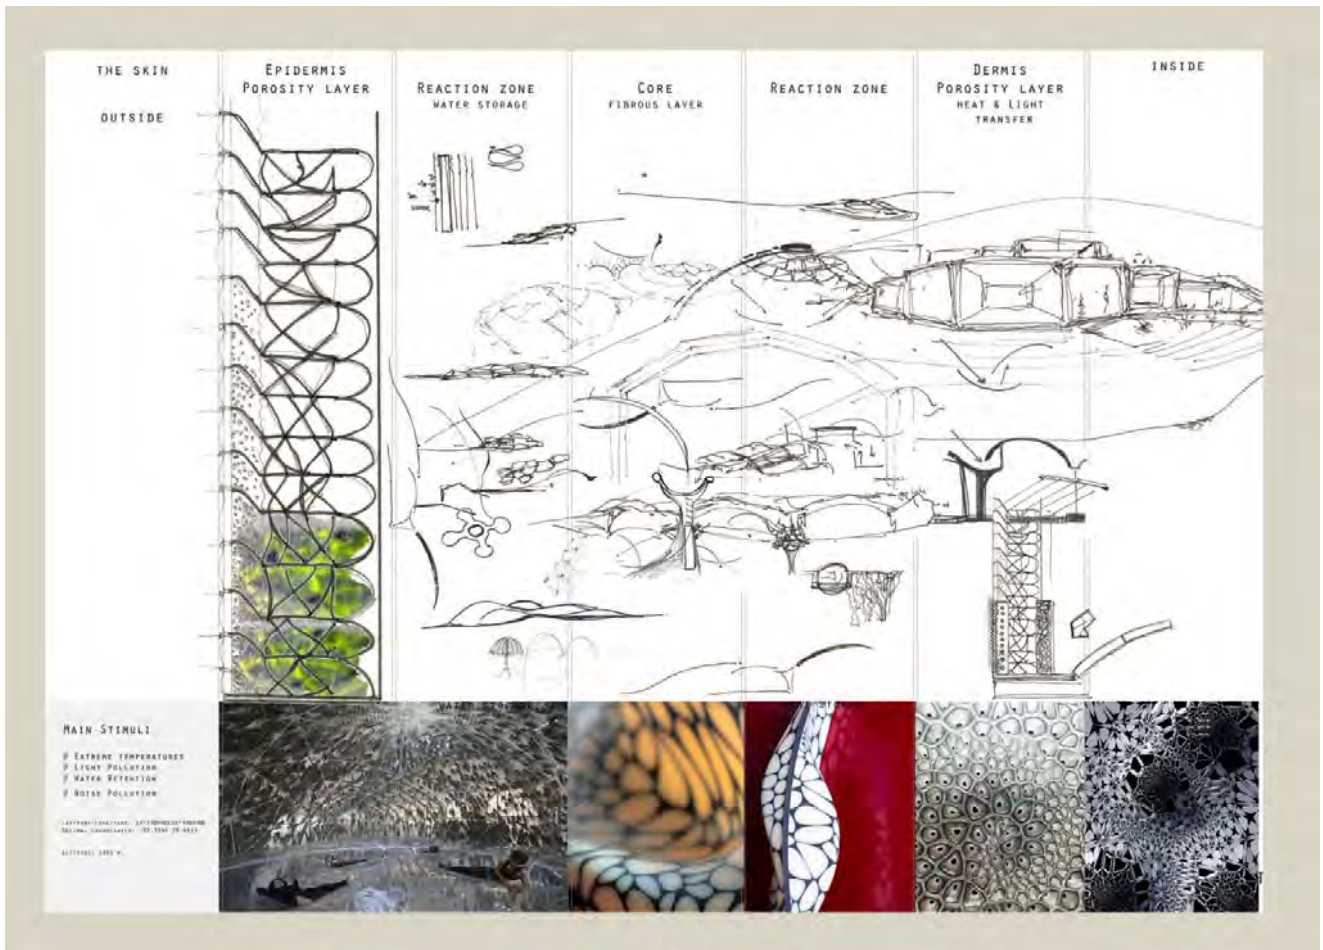 THE SKIN
OUTSIDE
EPIDERMIS
POROSITY LAYER
REACTION ZONE
WATER STORAGE
CORE
FIBROUS LAYER
REACTION ZONE
DERMIS
POROSITY LAYER
HEAT & LIGHT
TRANSFER
INSIDE
MAIN STIMULI
// EXTREME TEMPERATURES
// LIGHT POLLUTION
// WATER RETENTION
// NOISE POLLUTION